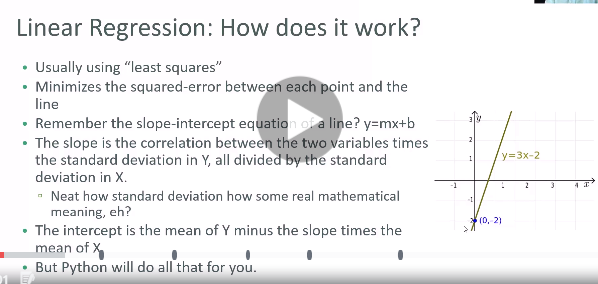 Linear Regression: How does it work?
• Usually using “least squares”
• Minimizes the squared-error between each point and the
line
• Remember the slope-intercept equation of a line? y=mx+b
• The slope is the correlation between the two variables times
the standard deviation in Y, all divided by the standard
deviation in X.
▫ Neat how standard deviation how some real mathematical
meaning, eh?
• The intercept is the mean of Y minus the slope times the
mean of X
• But Python will do all that for you.
3 y
2
1
y=3x-2
-1 1 2 3 4 x
-1
(0,-2)
01